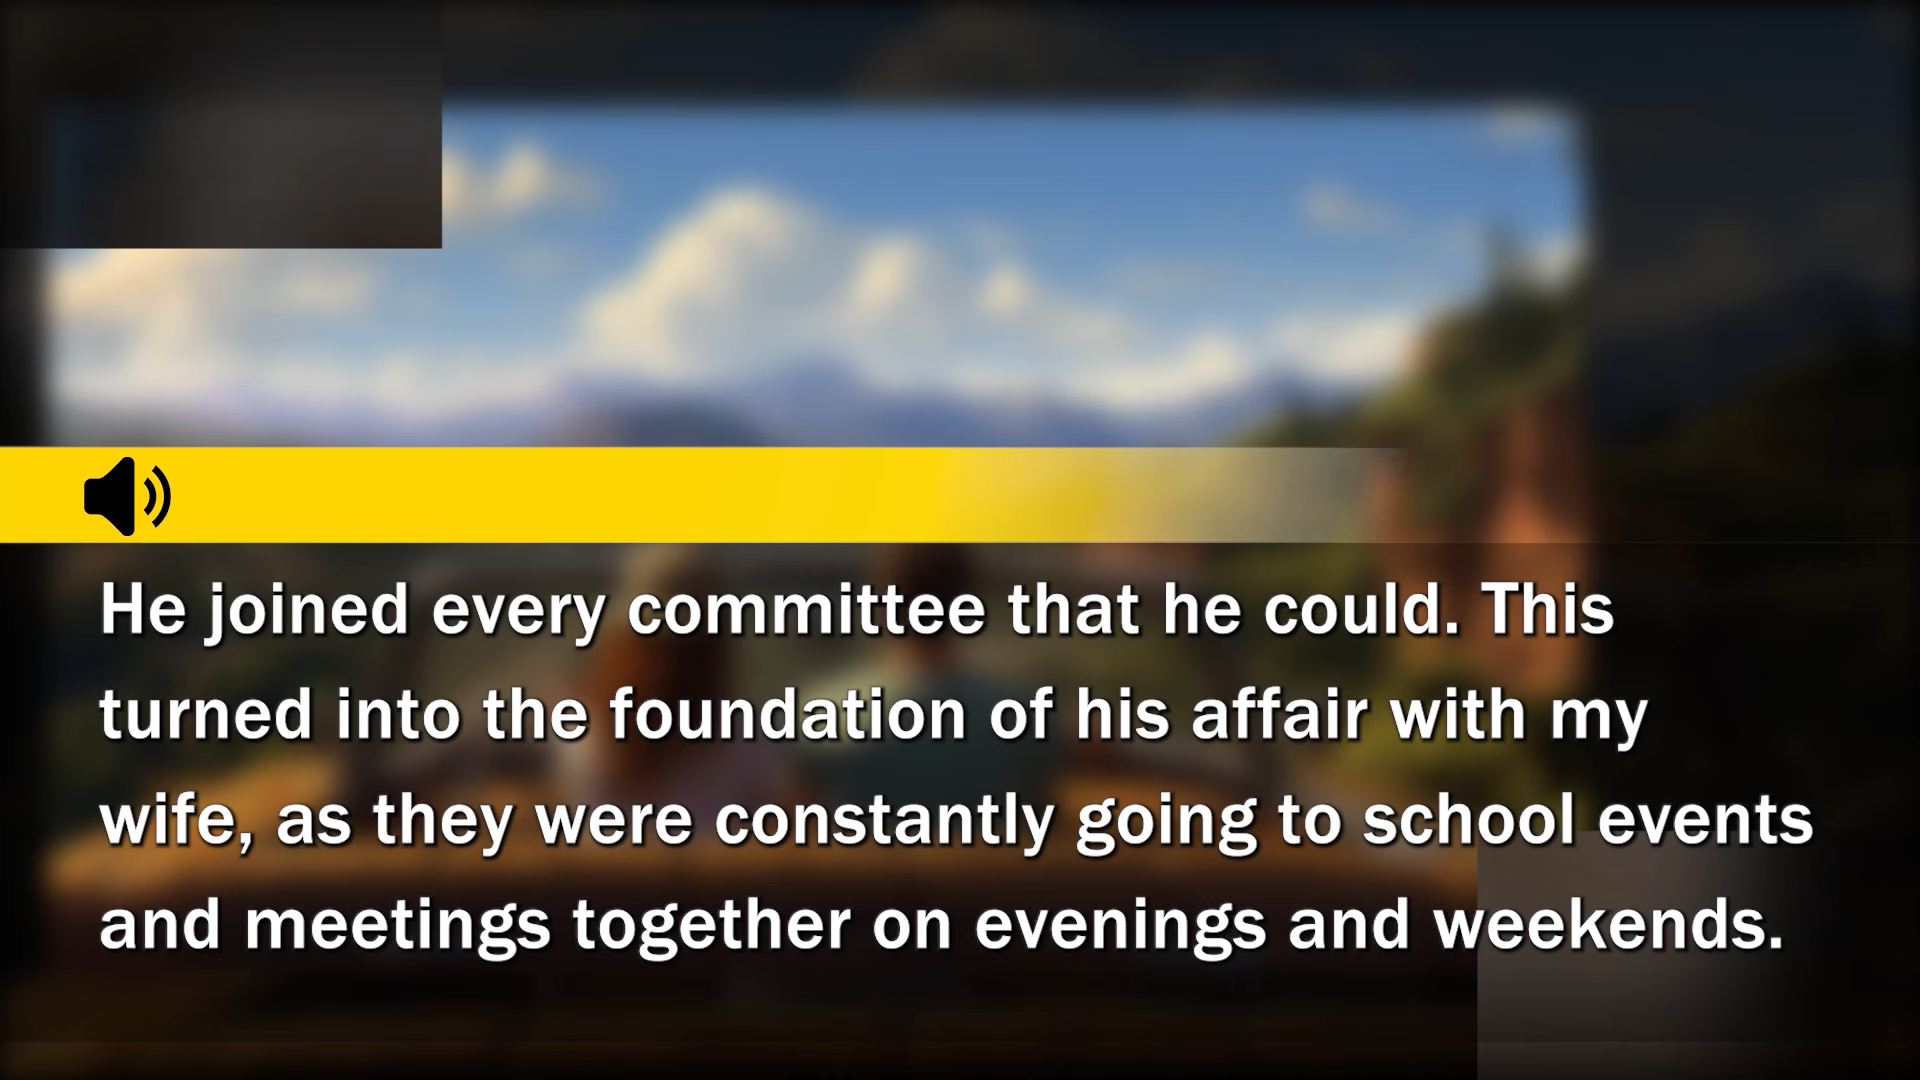 He joined every committee that he could. This
turned into the foundation of his affair with my
wife, as they were constantly going to school events
and meetings together on evenings and weekends.